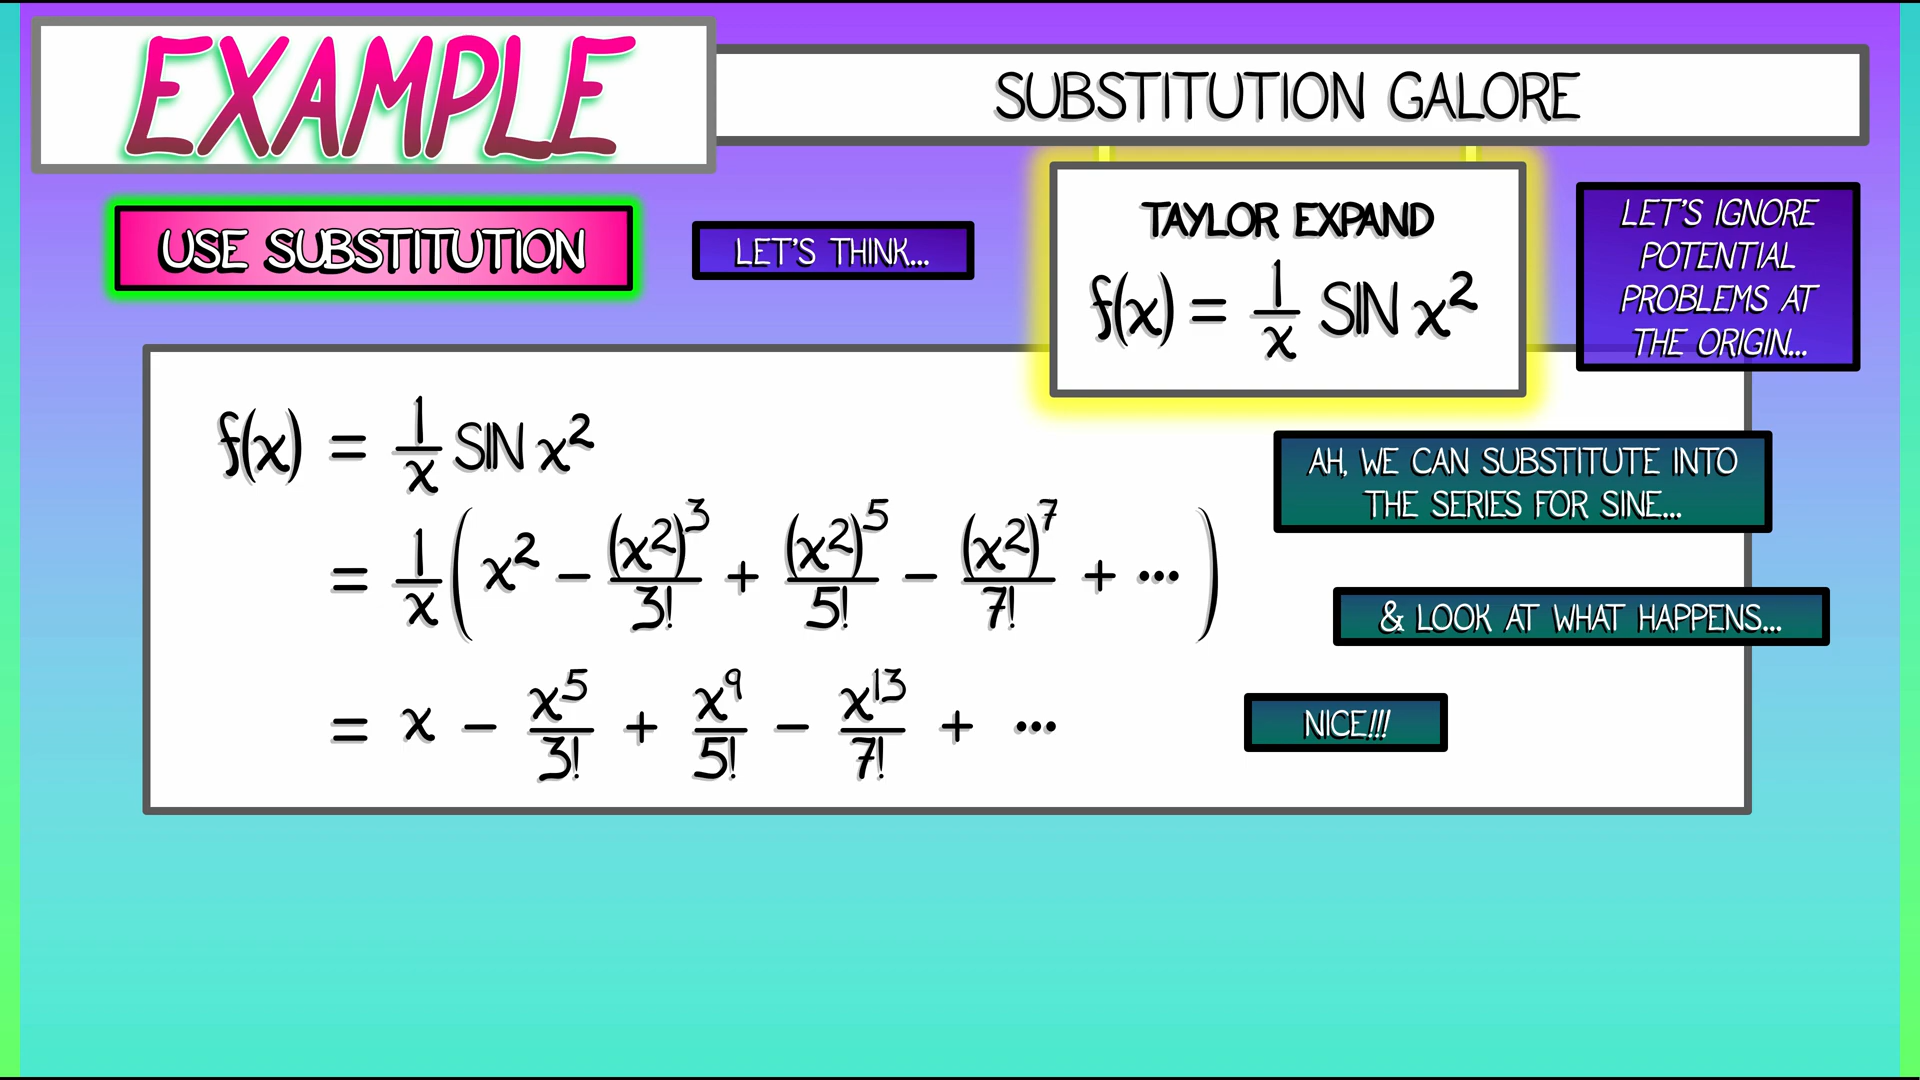 EXAMPLE
SUBSTITUTION GALORE
USE SUBSTITUTION
LET'S THINK...
TAYLOR EXPAND
f(x) = 1/x SIN x²
LET'S IGNORE
POTENTIAL
PROBLEMS AT
THE ORIGIN...
f(x) = 1/x SIN x²
AH, WE CAN SUBSTITUTE INTO
THE SERIES FOR SINE...
= 1/x ( x² − (x²)³/3! + (x²)⁵/5! − (x²)⁷/7! + ··· )
& LOOK AT WHAT HAPPENS...
= x − x⁵/3! + x⁹/5! − x¹³/7! + ···
NICE!!!